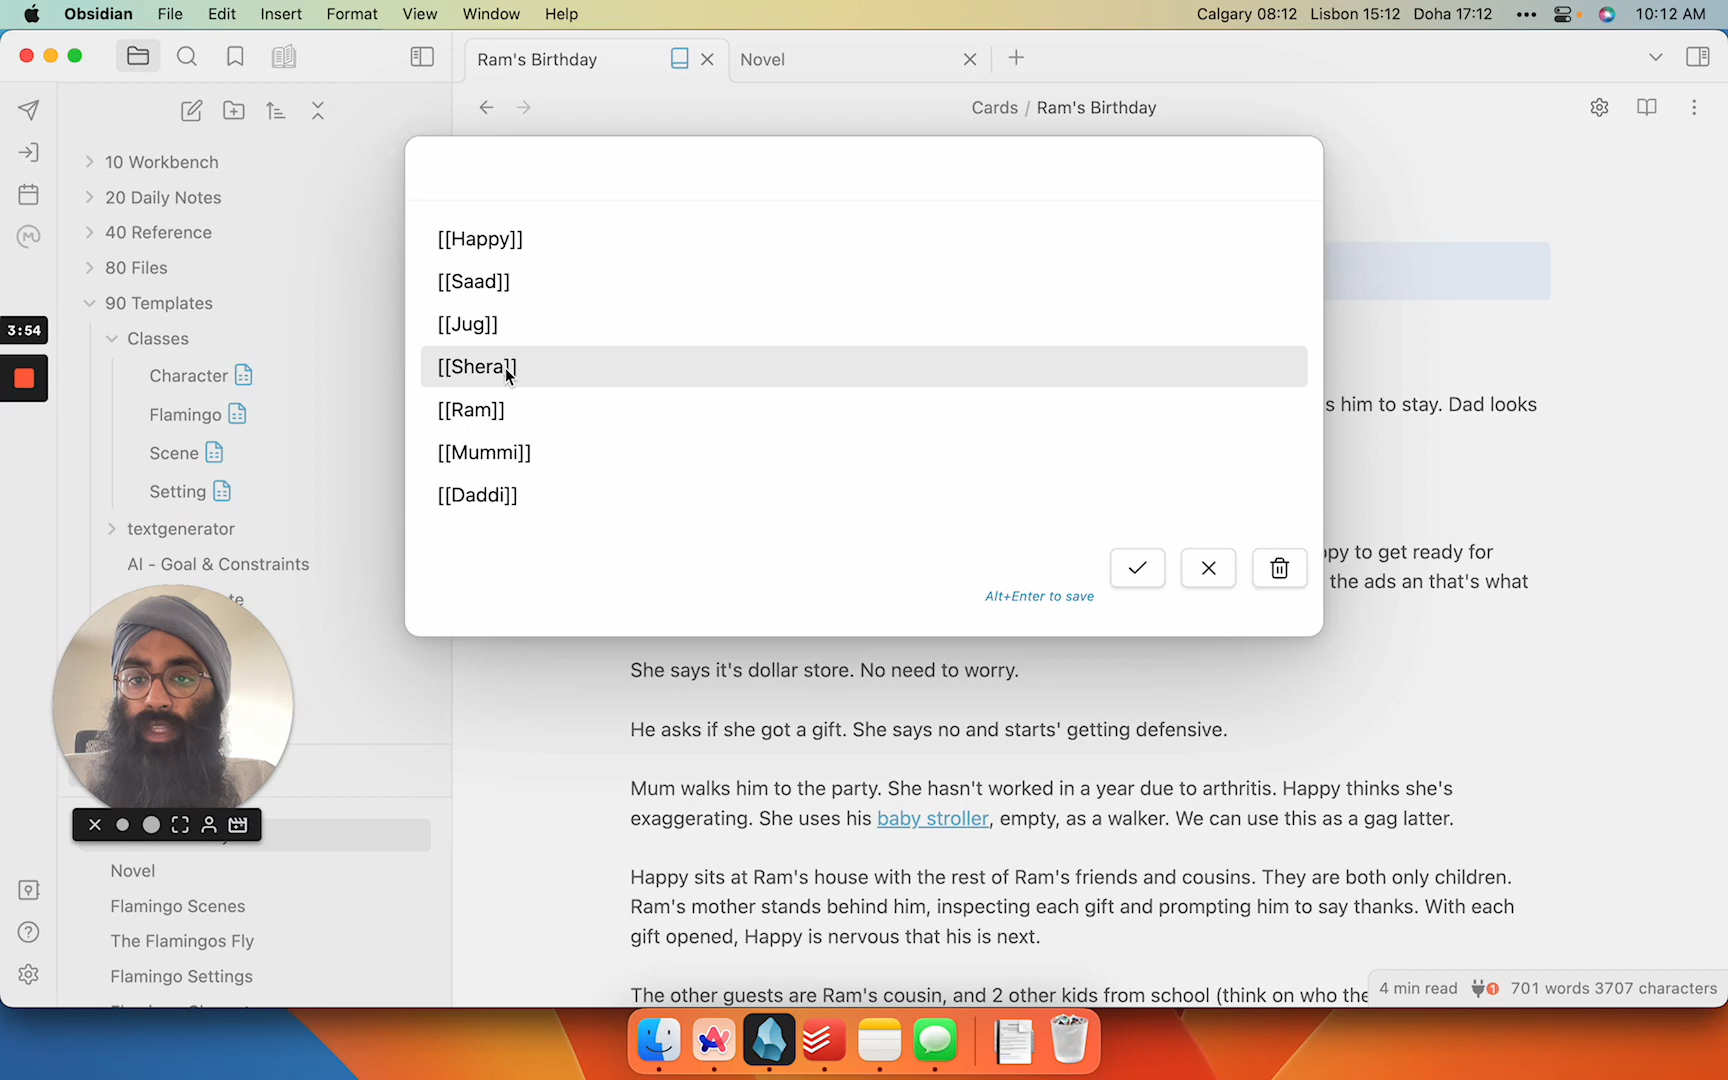 Obsidian File Edit Insert Format View Window Help
Calgary 08:12 Lisbon 15:12 Doha 17:12 10:12 AM
Ram's Birthday
Novel
Cards / Ram's Birthday
10 Workbench
20 Daily Notes
40 Reference
80 Files
90 Templates
3:54
Classes
Character
Flamingo
Scene
Setting
textgenerator
AI - Goal & Constraints
te
Novel
Flamingo Scenes
The Flamingos Fly
Flamingo Settings
[[Happy]]
[[Saad]]
[[Jug]]
[[Shera]]
[[Ram]]
[[Mummi]]
[[Daddi]]
Alt+Enter to save
s him to stay. Dad looks
ppy to get ready for
the ads an that's what
She says it's dollar store. No need to worry.
He asks if she got a gift. She says no and starts' getting defensive.
Mum walks him to the party. She hasn't worked in a year due to arthritis. Happy thinks she's
exaggerating. She uses his baby stroller, empty, as a walker. We can use this as a gag latter.
Happy sits at Ram's house with the rest of Ram's friends and cousins. They are both only children.
Ram's mother stands behind him, inspecting each gift and prompting him to say thanks. With each
gift opened, Happy is nervous that his is next.
The other guests are Ram's cousin, and 2 other kids from school (think on who the
4 min read 1 701 words 3707 characters